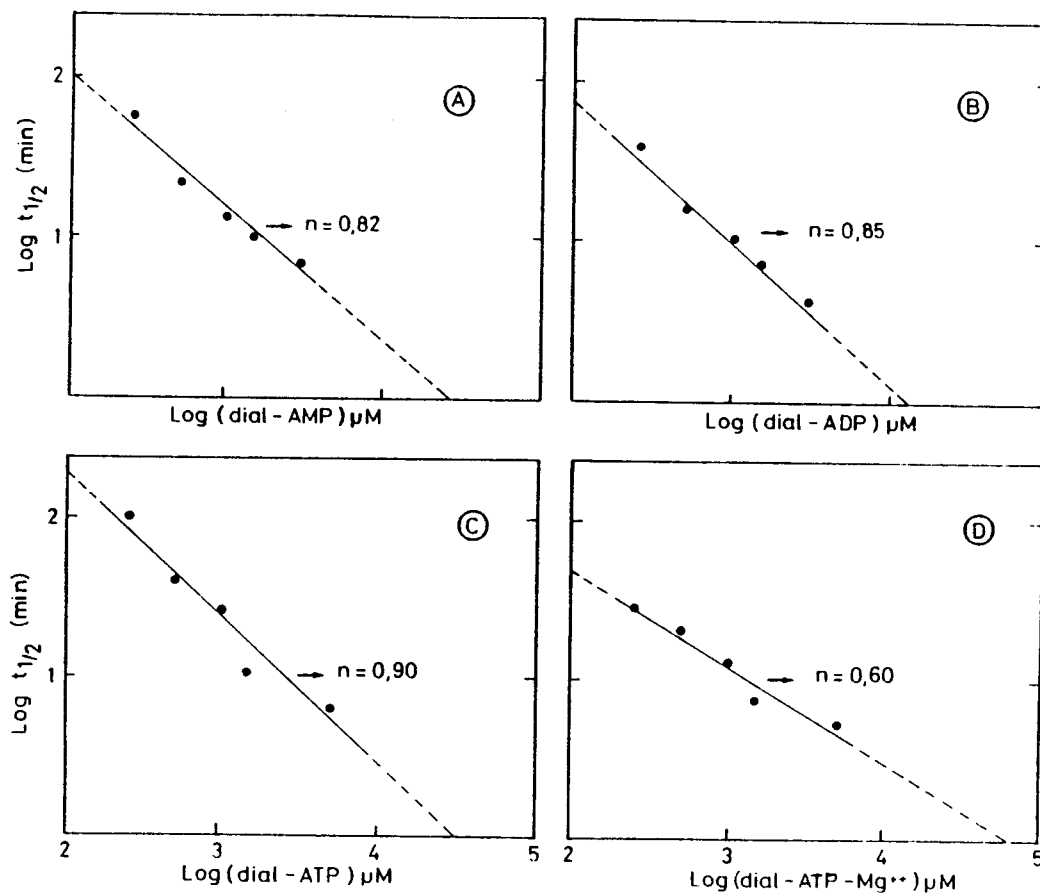 A
B
2
1
Log t1/2 (min)
n = 0,82
n = 0,85
Log (dial-AMP) µM
Log (dial-ADP) µM
C
D
2
1
Log t1/2 (min)
n = 0,90
n = 0,60
2 3 4 5
2 3 4 5
Log (dial-ATP) µM
Log (dial-ATP-Mg++) µM